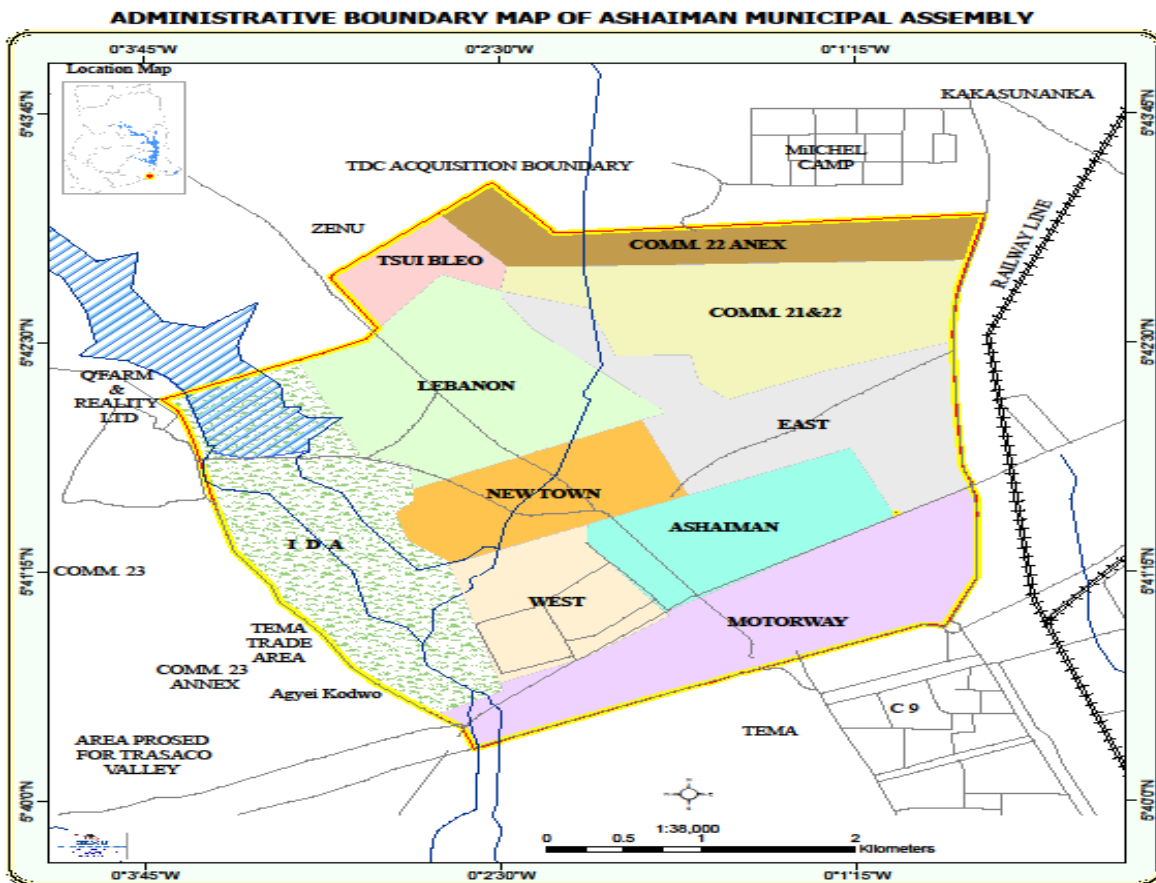 ADMINISTRATIVE BOUNDARY MAP OF ASHAIMAN MUNICIPAL ASSEMBLY
0°3'45"W
0°2'30"W
0°1'15"W
Location Map
KAKASUNANKA
5°43'45"N
5°43'45"N
MIICHEL
CAMP
TDC ACQUISITION BOUNDARY
ZENU
COMM. 22 ANEX
TSUI BLEO
RAILWAY LINE
COMM. 21&22
5°42'30"N
5°42'30"N
Q'FARM
&
REALITY
LTD
LEBANON
EAST
NEW TOWN
ASHAIMAN
I D A
5°41'15"N
5°41'15"N
COMM. 23
WEST
MOTORWAY
TEMA
TRADE
AREA
COMM. 23
ANNEX
Agyei Kodwo
C 9
TEMA
AREA PROSED
FOR TRASACO
VALLEY
5°40'0"N
5°40'0"N
1:38,000
0 0.5 1 2
Kilometers
0°3'45"W
0°2'30"W
0°1'15"W